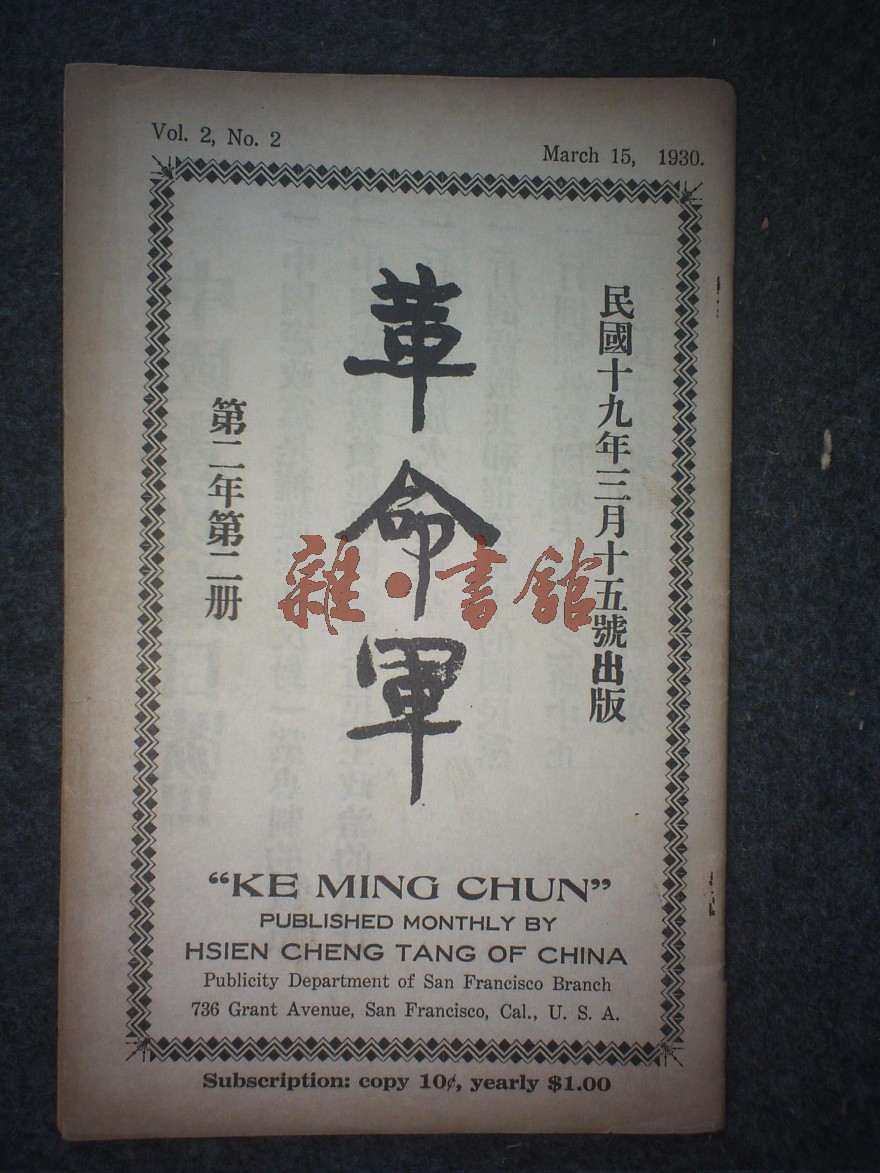 Vol. 2, No. 2
March 15, 1930.
民國十九年三月十五號出版
革命軍
第二年第二册
雜·書館
“KE MING CHUN”
PUBLISHED MONTHLY BY
HSIEN CHENG TANG OF CHINA
Publicity Department of San Francisco Branch
736 Grant Avenue, San Francisco, Cal., U. S. A.
Subscription: copy 10¢, yearly $1.00